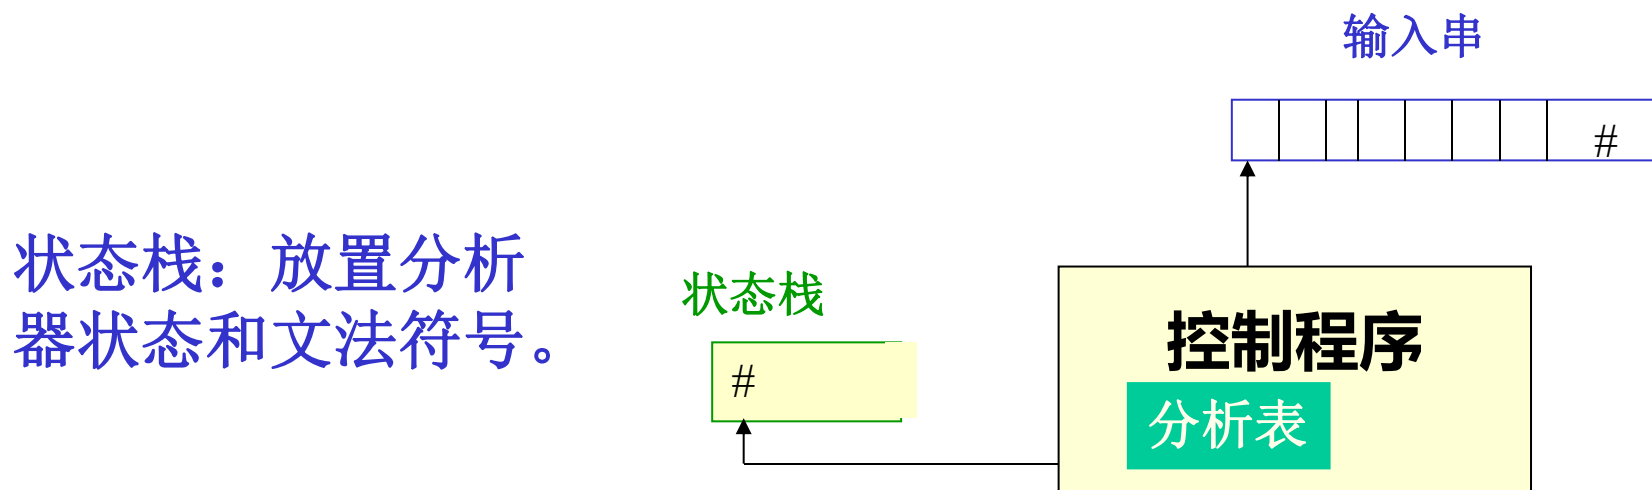 输入串
#
状态栈：放置分析
器状态和文法符号。
状态栈
#
控制程序
分析表